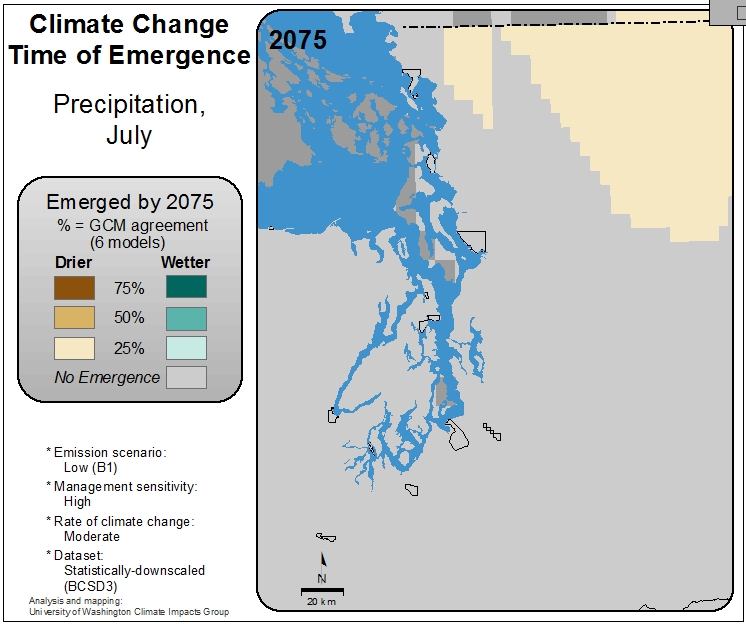 Climate Change
Time of Emergence
Precipitation,
July
Emerged by 2075
% = GCM agreement
(6 models)
Drier Wetter
75%
50%
25%
No Emergence
* Emission scenario:
Low (B1)
* Management sensitivity:
High
* Rate of climate change:
Moderate
* Dataset:
Statistically-downscaled
(BCSD3)
Analysis and mapping:
University of Washington Climate Impacts Group
2075
N
20 km